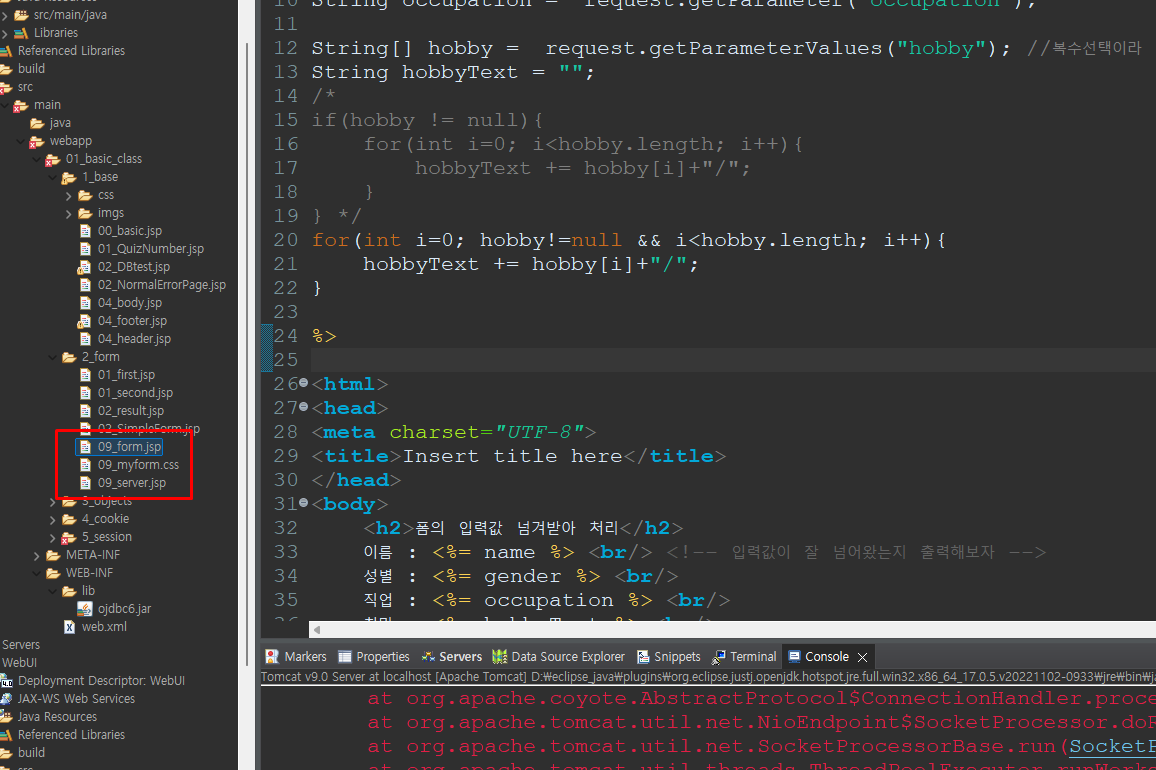 src/main/java
Libraries
Referenced Libraries
build
src
main
java
webapp
01_basic_class
1_base
css
imgs
00_basic.jsp
01_QuizNumber.jsp
02_DBtest.jsp
02_NormalErrorPage.jsp
04_body.jsp
04_footer.jsp
04_header.jsp
2_form
01_first.jsp
01_second.jsp
02_result.jsp
02_SimpleForm.jsp
09_form.jsp
09_myform.css
09_server.jsp
3_objects
4_cookie
5_session
META-INF
WEB-INF
lib
ojdbc6.jar
web.xml
Servers
WebUI
Deployment Descriptor: WebUI
JAX-WS Web Services
Java Resources
Referenced Libraries
build
src
10 String occupation = request.getParameter("occupation");
11
12 String[] hobby = request.getParameterValues("hobby"); //복수선택이라
13 String hobbyText = "";
14 /*
15 if(hobby != null){
16 for(int i=0; i<hobby.length; i++){
17 hobbyText += hobby[i]+"/";
18 }
19 } */
20 for(int i=0; hobby!=null && i<hobby.length; i++){
21 hobbyText += hobby[i]+"/";
22 }
23
24 %>
25
26 <html>
27 <head>
28 <meta charset="UTF-8">
29 <title>Insert title here</title>
30 </head>
31 <body>
32 <h2>폼의 입력값 넘겨받아 처리</h2>
33 이름 : <%= name %> <br/> <!-- 입력값이 잘 넘어왔는지 출력해보자 -->
34 성별 : <%= gender %> <br/>
35 직업 : <%= occupation %> <br/>
Markers Properties Servers Data Source Explorer Snippets Terminal Console
Tomcat v9.0 Server at localhost [Apache Tomcat] D:₩eclipse_java₩plugins₩org.eclipse.justj.openjdk.hotspot.jre.full.win32.x86_64_17.0.5.v20221102-0933₩jre₩bin₩ja
at org.apache.coyote.AbstractProtocol$ConnectionHandler.proce
at org.apache.tomcat.util.net.NioEndpoint$SocketProcessor.doR
at org.apache.tomcat.util.net.SocketProcessorBase.run(SocketP
at org.apache.tomcat.util.threads.ThreadPoolExecutor.runWorke